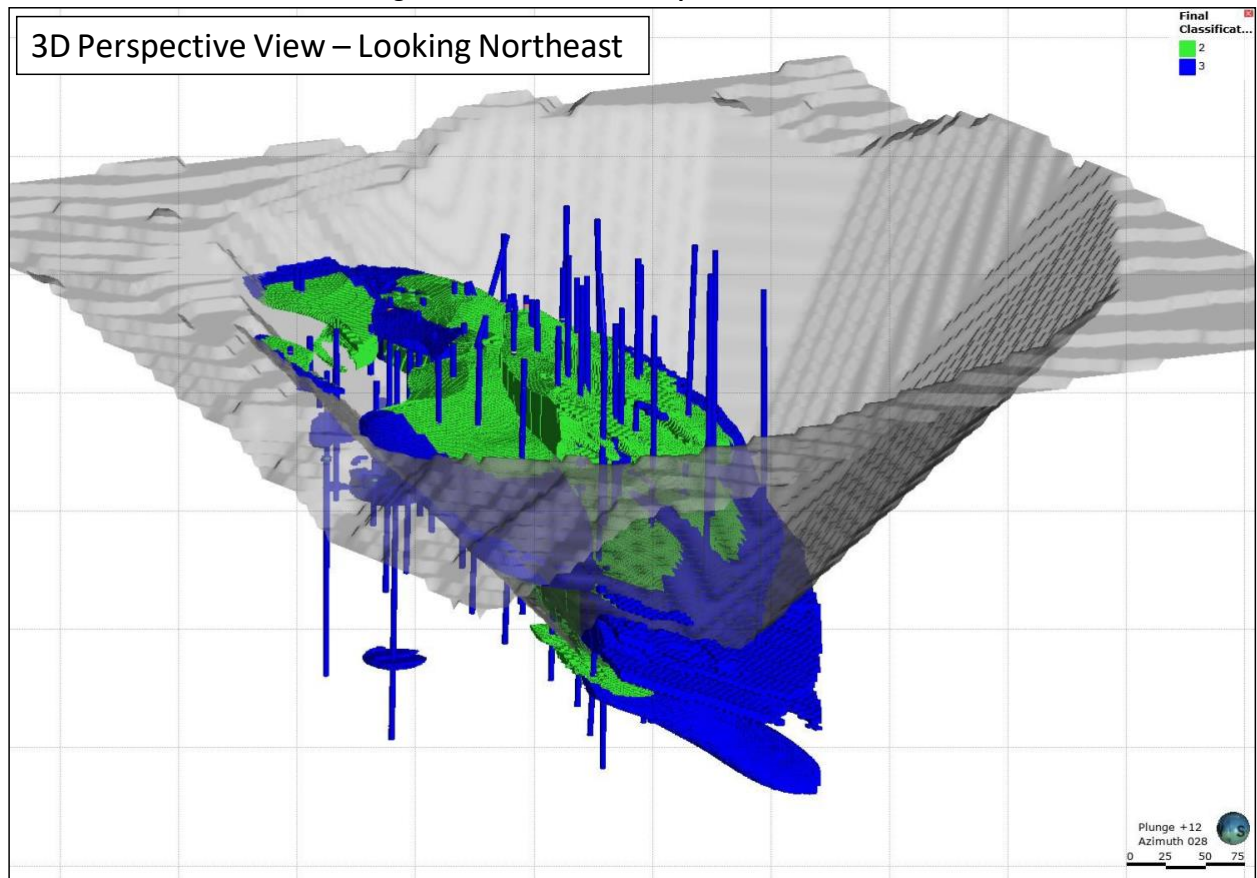 3D Perspective View – Looking Northeast
Final
Classificat...
2
3
Plunge +12
Azimuth 028
0 25 50 75